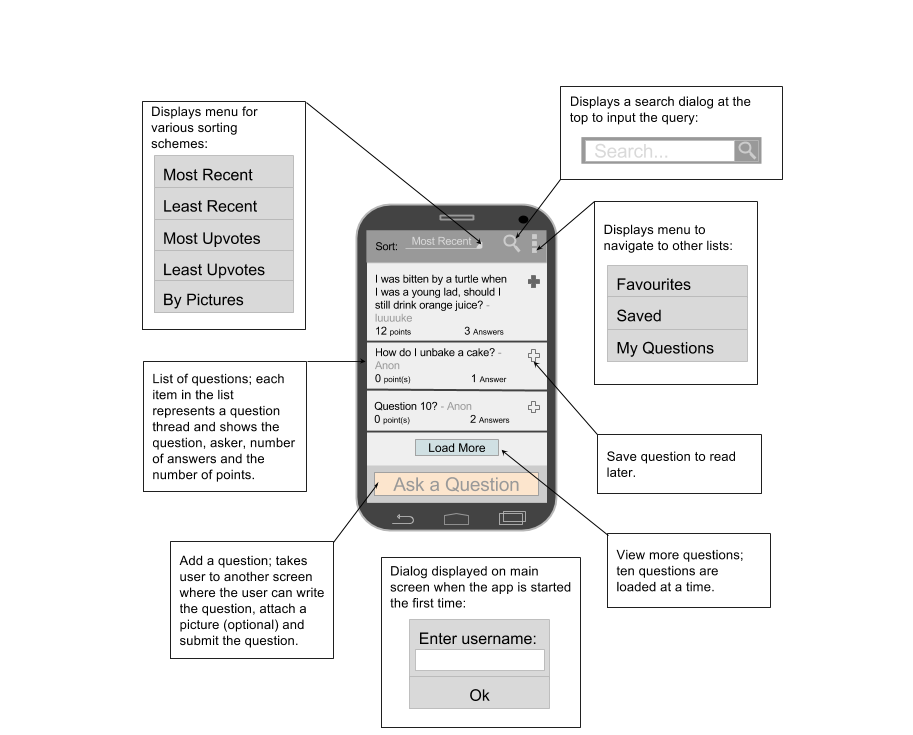 Displays menu for
various sorting
schemes:
Most Recent
Least Recent
Most Upvotes
Least Upvotes
By Pictures
Displays a search dialog at the
top to input the query:
Search...
Displays menu to
navigate to other lists:
Favourites
Saved
My Questions
Sort: Most Recent
I was bitten by a turtle when
I was a young lad, should I
still drink orange juice? -
luuuuke
12 points 3 Answers
How do I unbake a cake? -
Anon
0 point(s) 1 Answer
Question 10? - Anon
0 point(s) 2 Answers
Load More
Ask a Question
List of questions; each
item in the list
represents a question
thread and shows the
question, asker, number
of answers and the
number of points.
Save question to read
later.
Add a question; takes
user to another screen
where the user can write
the question, attach a
picture (optional) and
submit the question.
View more questions;
ten questions are
loaded at a time.
Dialog displayed on main
screen when the app is started
the first time:
Enter username:
Ok